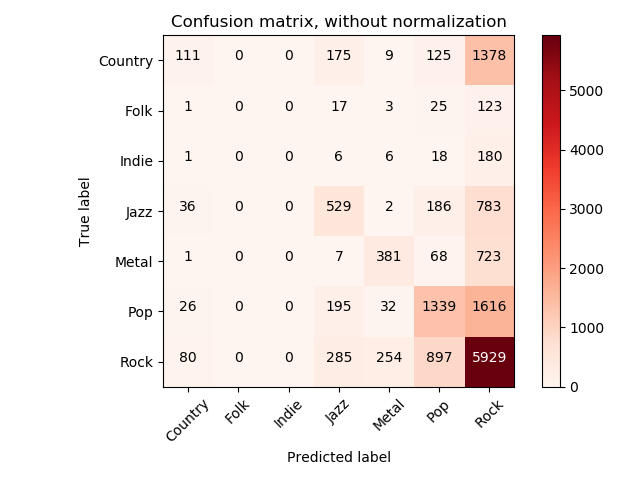 Confusion matrix, without normalization
True label
Country 111 0 0 175 9 125 1378
Folk 1 0 0 17 3 25 123
Indie 1 0 0 6 6 18 180
Jazz 36 0 0 529 2 186 783
Metal 1 0 0 7 381 68 723
Pop 26 0 0 195 32 1339 1616
Rock 80 0 0 285 254 897 5929
Country Folk Indie Jazz Metal Pop Rock
Predicted label
5000
4000
3000
2000
1000
0